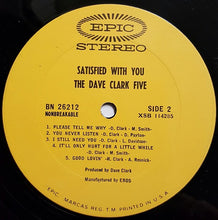 EPIC
STEREO
SATISFIED WITH YOU
THE DAVE CLARK FIVE
BN 26212
NONBREAKABLE
SIDE 2
XSB 114285
1. PLEASE TELL ME WHY - D. Clark - M. Smith-
2. YOU NEVER LISTEN - D. Clark - D. Payton-
3. I STILL NEED YOU - D. Clark - L. Davidson-
4. IT'LL ONLY HURT FOR A LITTLE WHILE
D. Clark - M. Smith-
5. GOOD LOVIN' - R. Clark - A. Resnick-
Produced by Dave Clark
Manufactured by EROS
EPIC, MARCAS REG. T.M. PRINTED IN U.S.A.